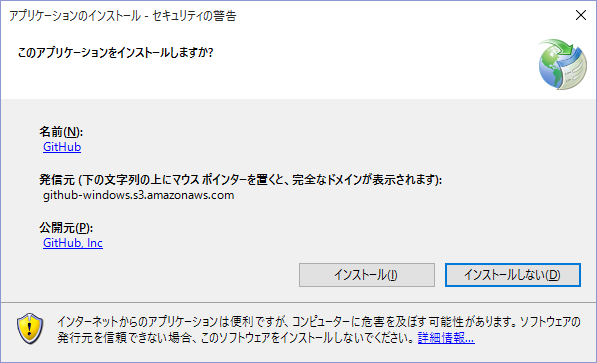 アプリケーションのインストール - セキュリティの警告
このアプリケーションをインストールしますか?
名前(N):
GitHub
発信元 (下の文字列の上にマウス ポインターを置くと、完全なドメインが表示されます):
github-windows.s3.amazonaws.com
公開元(P):
GitHub, Inc
インストール(I)
インストールしない(D)
インターネットからのアプリケーションは便利ですが、コンピューターに危害を及ぼす可能性があります。ソフトウェアの
発行元を信頼できない場合、このソフトウェアをインストールしないでください。詳細情報...